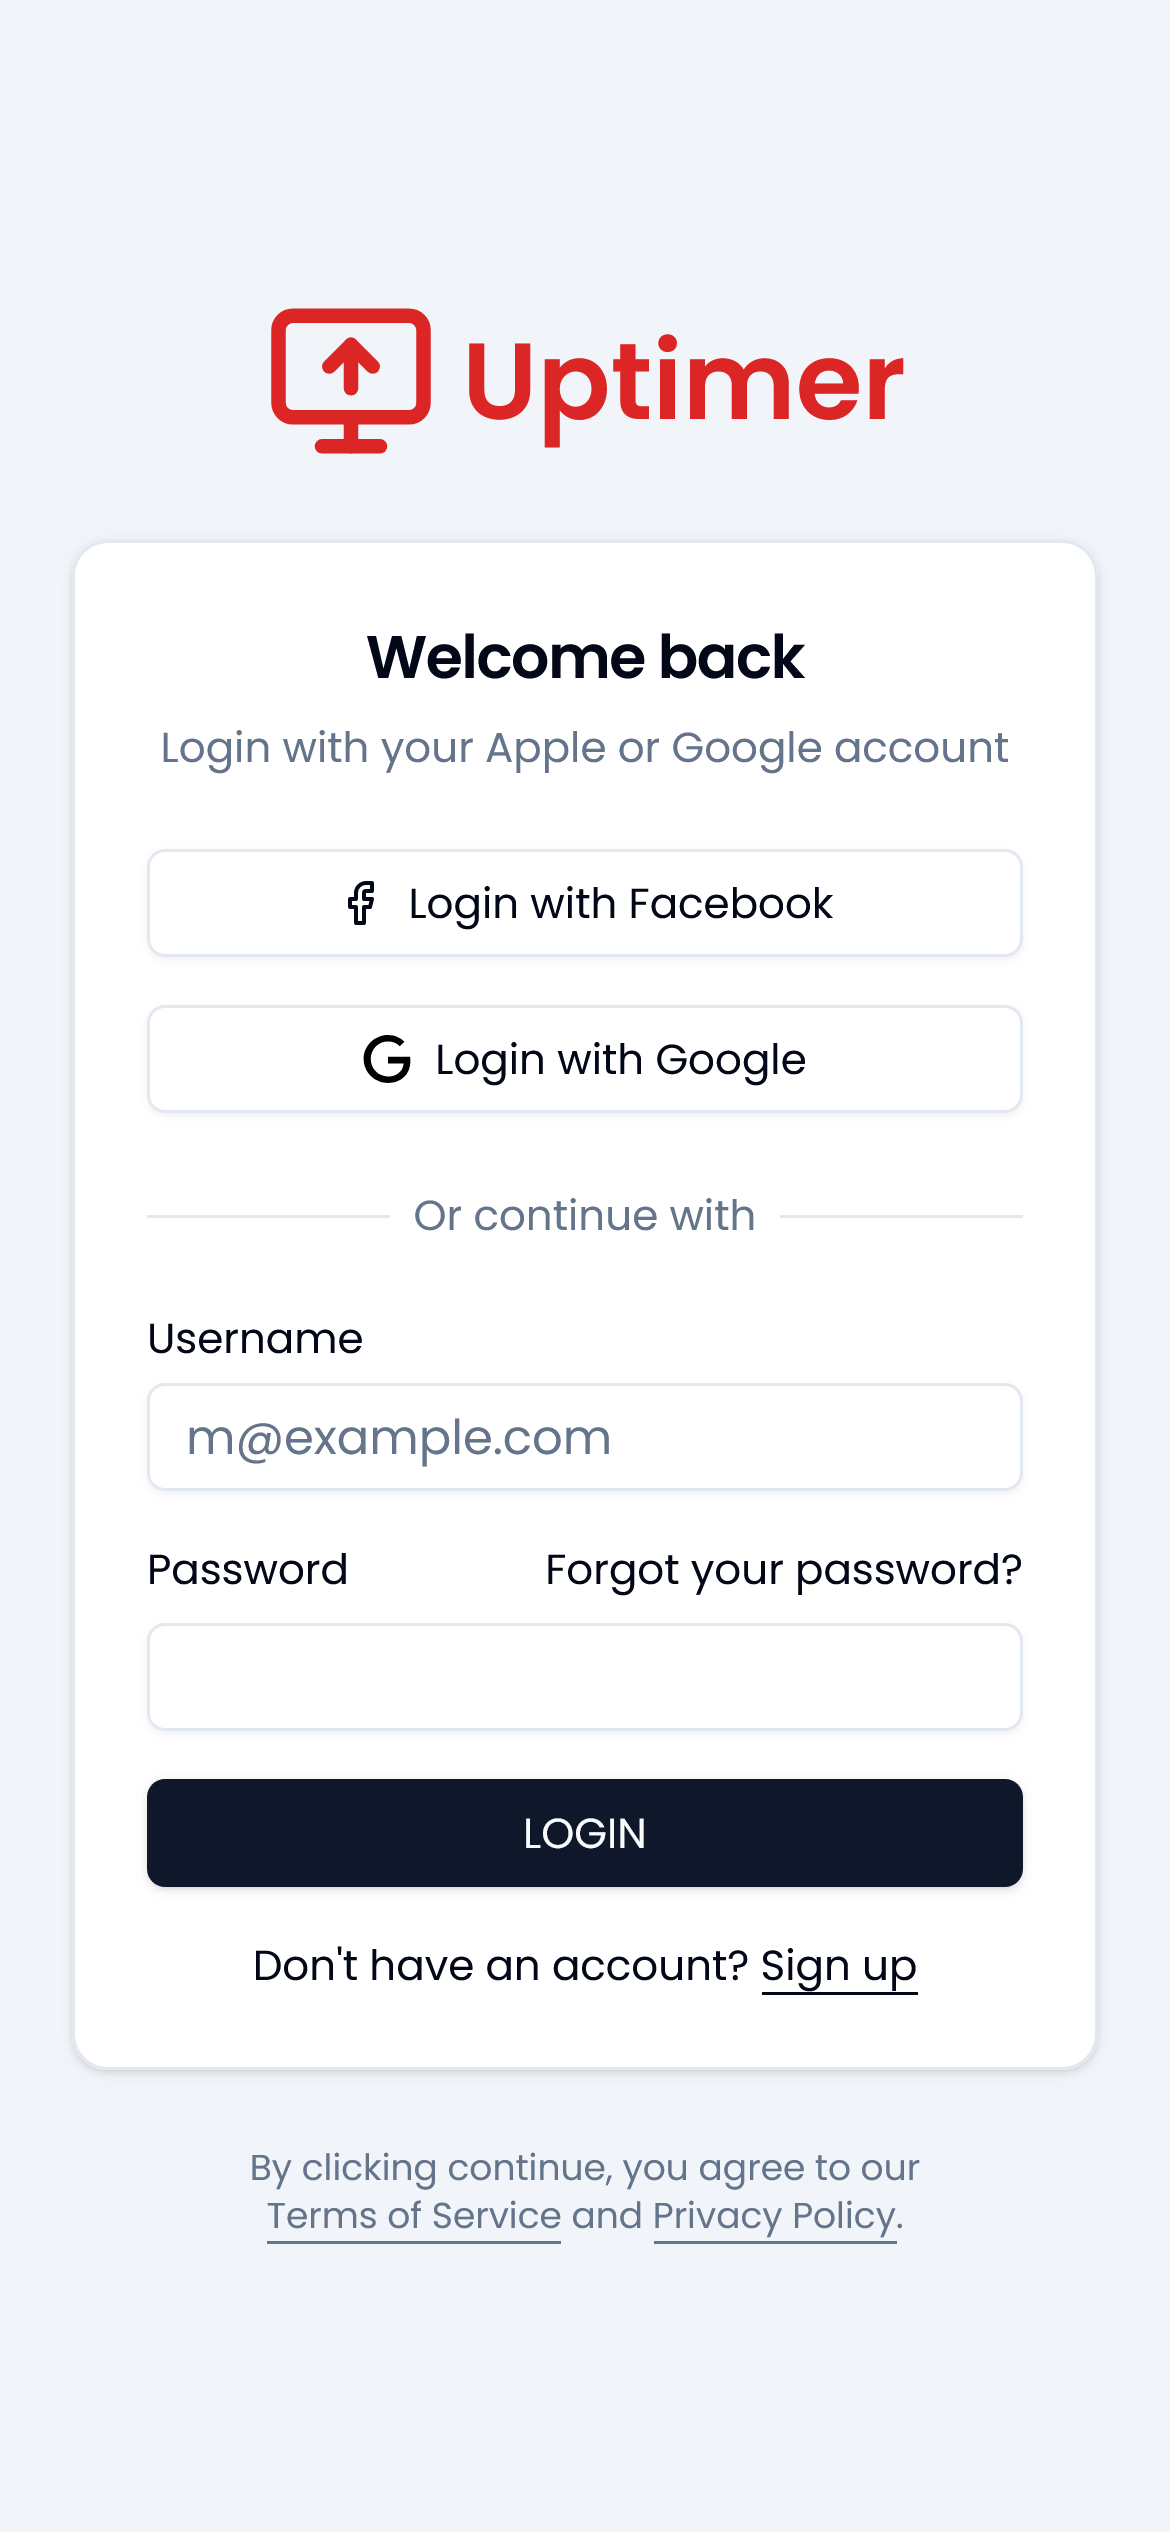 Uptimer
Welcome back
Login with your Apple or Google account
Login with Facebook
Login with Google
Or continue with
Username
m@example.com
Password
Forgot your password?
LOGIN
Don't have an account? Sign up
By clicking continue, you agree to our
Terms of Service and Privacy Policy.